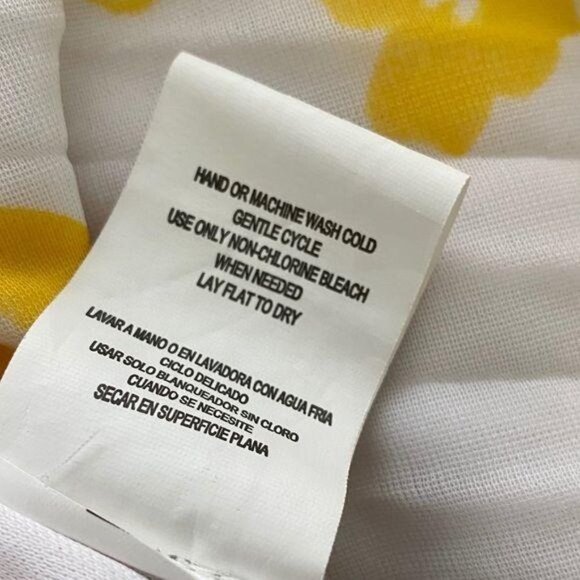 HAND OR MACHINE WASH COLD
GENTLE CYCLE
USE ONLY NON-CHLORINE BLEACH
WHEN NEEDED
LAY FLAT TO DRY
LAVAR A MANO O EN LAVADORA CON AGUA FRIA
CICLO DELICADO
USAR SOLO BLANQUEADOR SIN CLORO
CUANDO SE NECESITE
SECAR EN SUPERFICIE PLANA